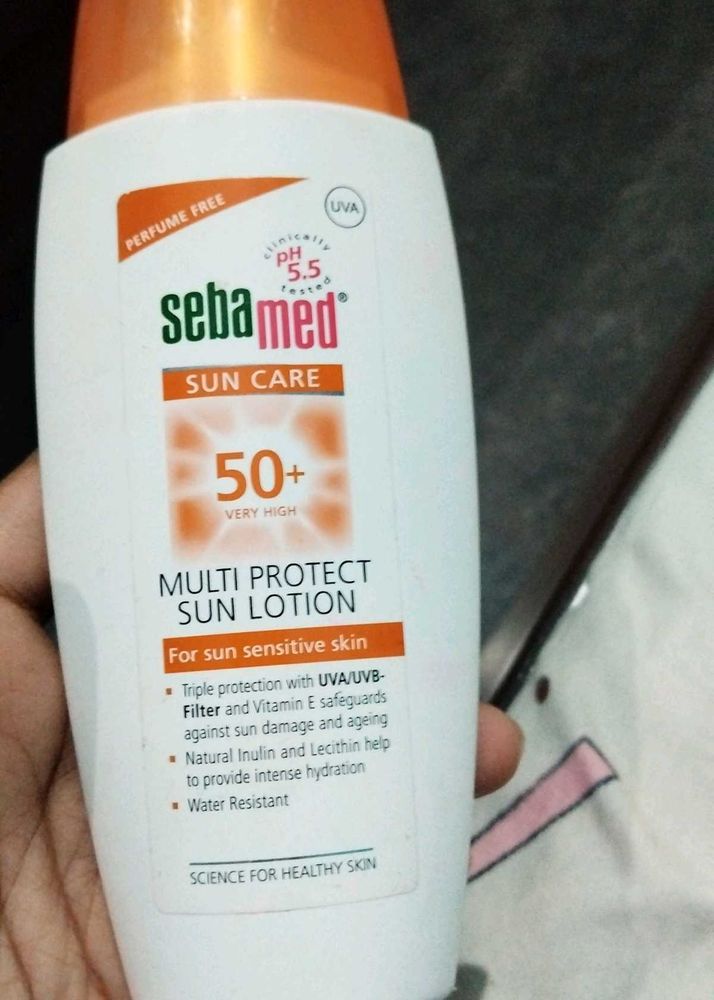 PERFUME FREE
UVA
clinically
pH
5.5
tested
sebamed®
SUN CARE
50+
VERY HIGH
MULTI PROTECT
SUN LOTION
For sun sensitive skin
▪ Triple protection with UVA/UVB-
Filter and Vitamin E safeguards
against sun damage and ageing
▪ Natural Inulin and Lecithin help
to provide intense hydration
▪ Water Resistant
SCIENCE FOR HEALTHY SKIN